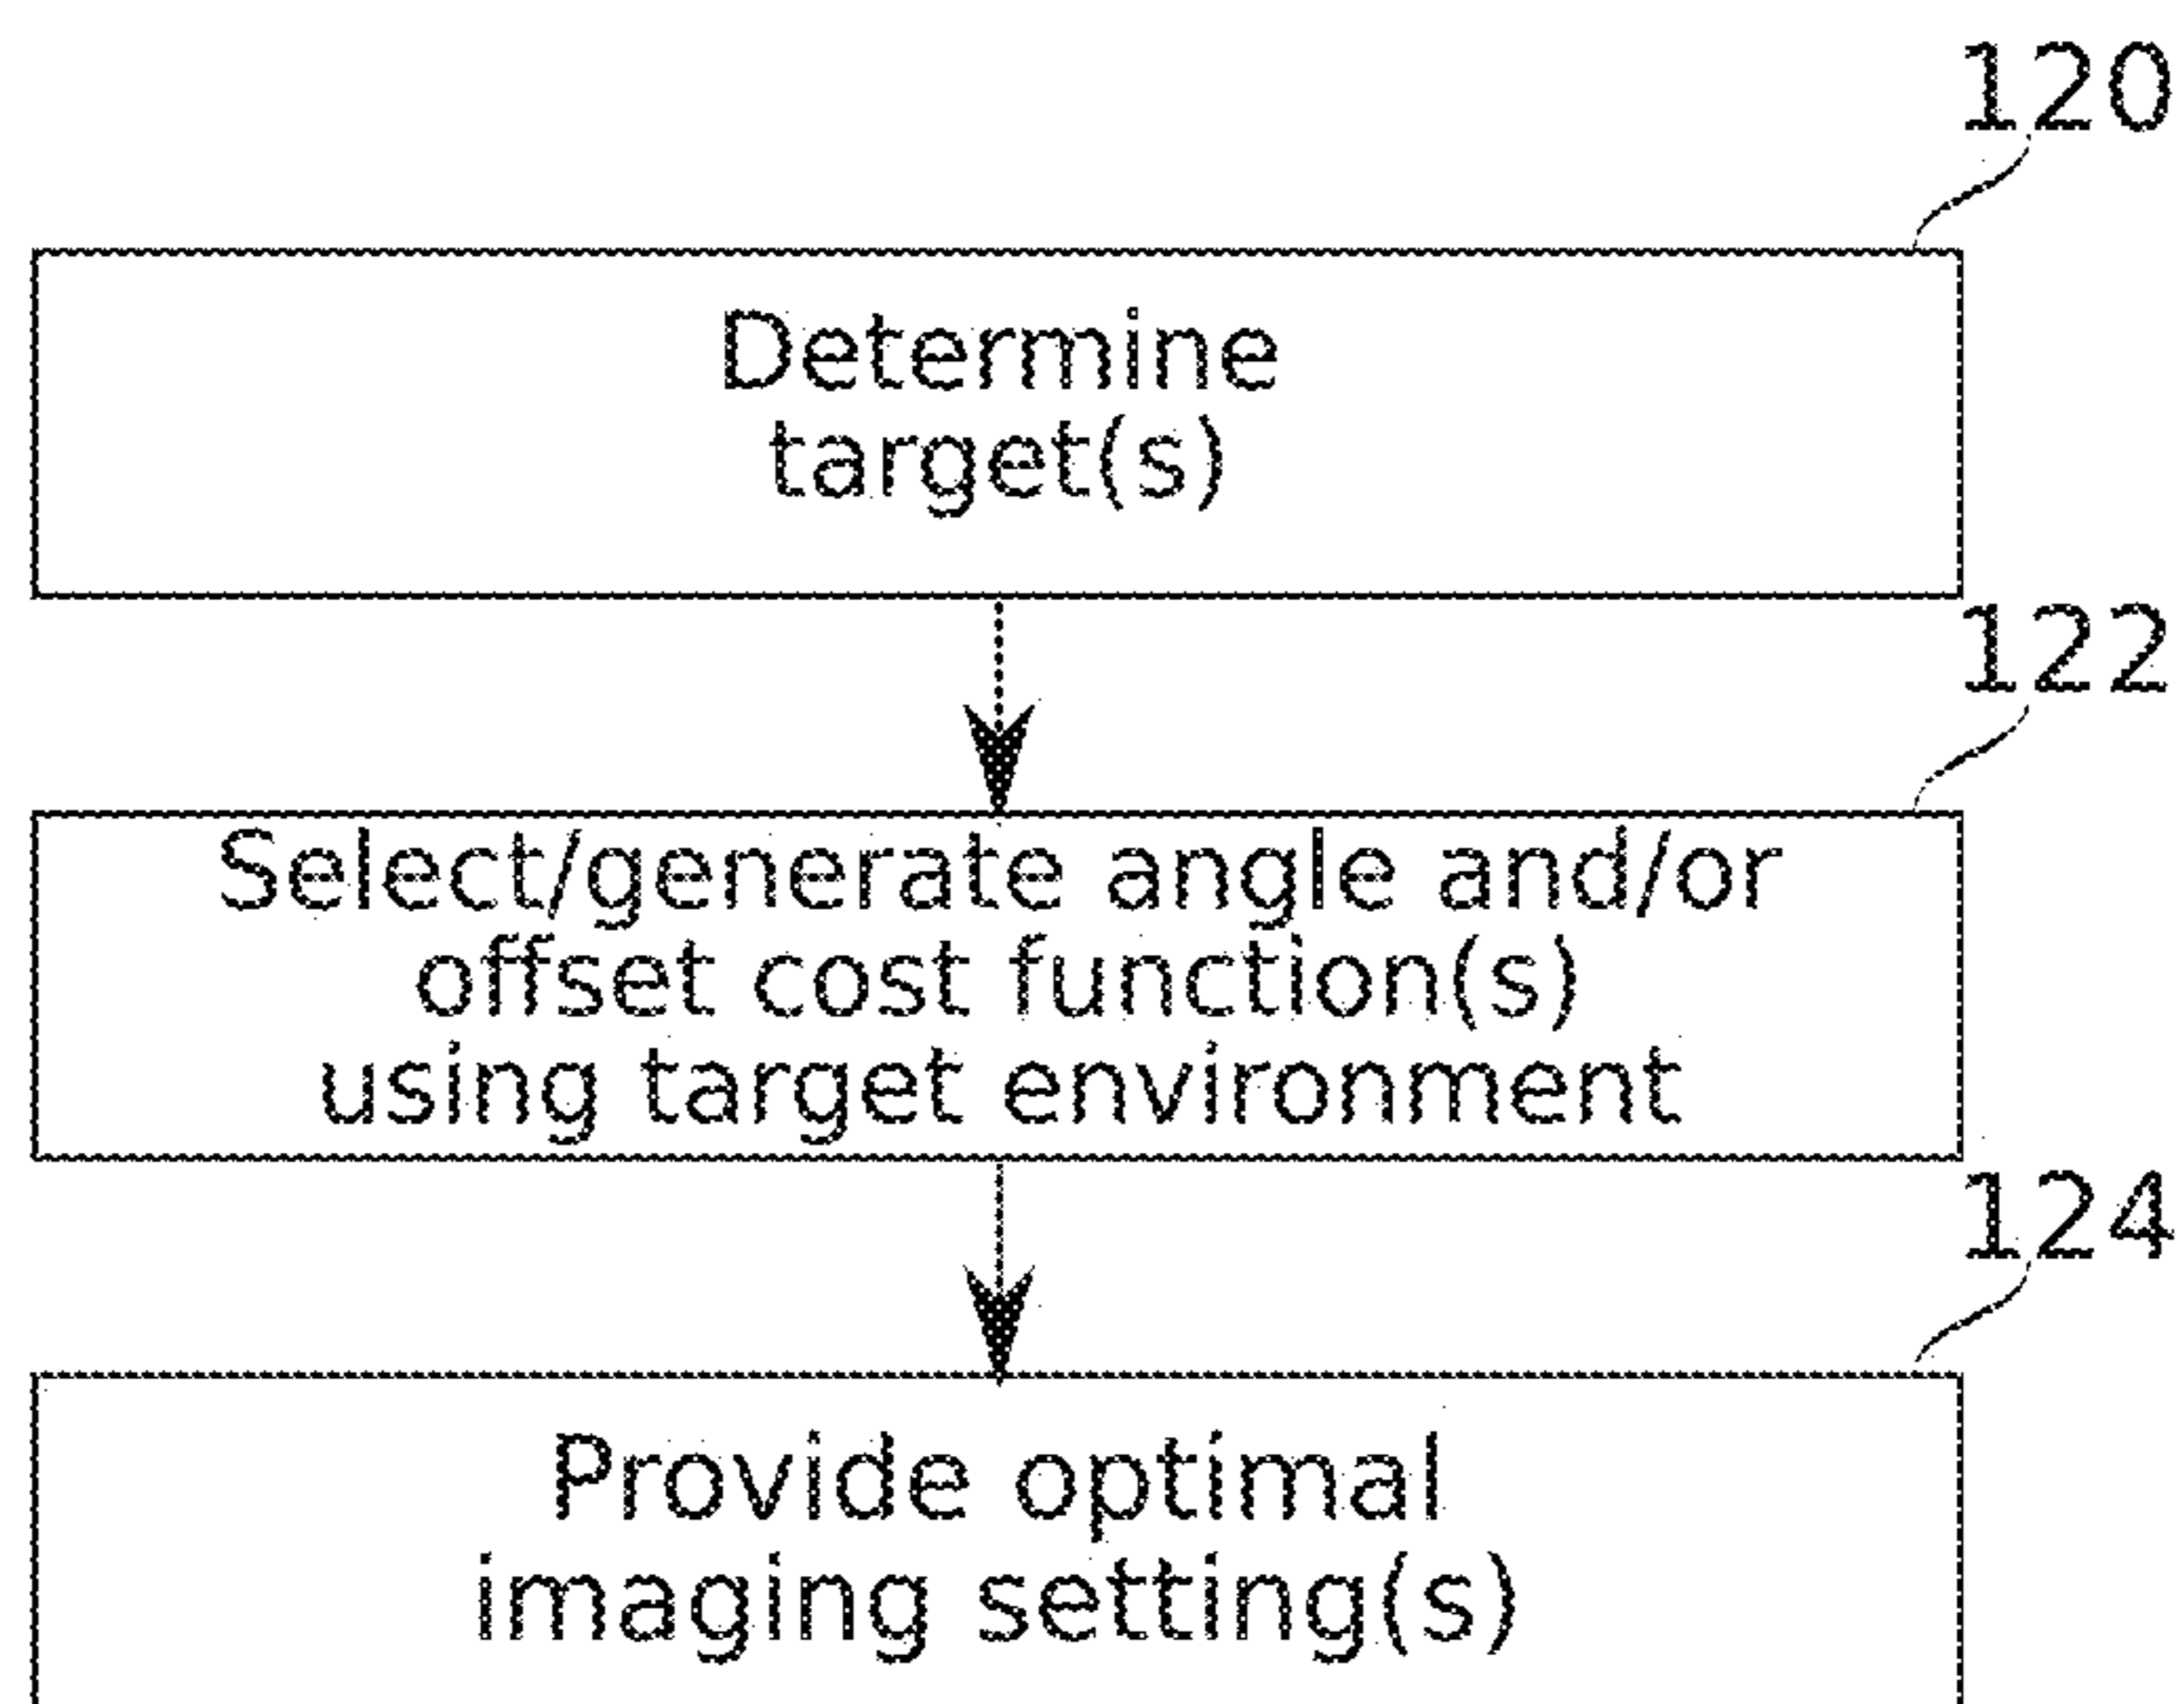 120
Determine
target(s)
122
Select/generate angle and/or
offset cost function(s)
using target environment
124
Provide optimal
imaging setting(s)